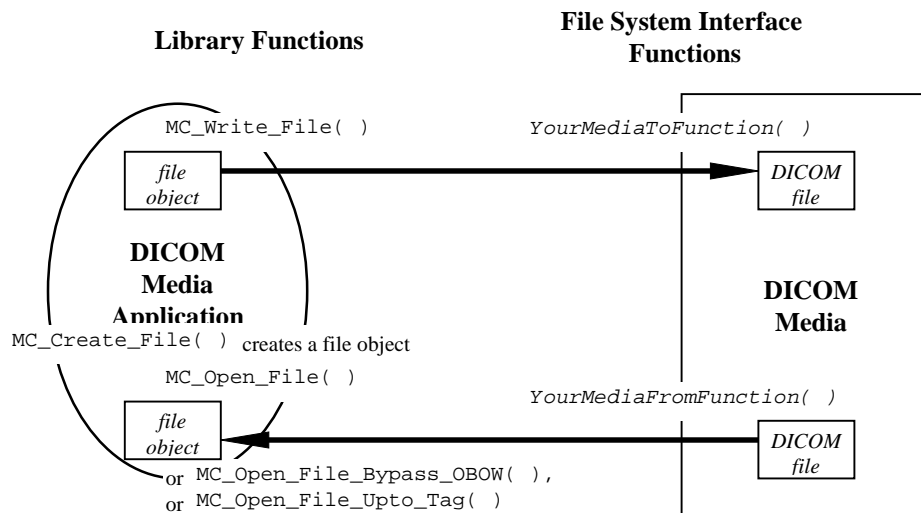 Library Functions
File System Interface
Functions
MC_Write_File( )
YourMediaToFunction( )
file
object
DICOM
file
DICOM
Media
Application
DICOM
Media
MC_Create_File( ) creates a file object
MC_Open_File( )
YourMediaFromFunction( )
file
object
DICOM
file
or MC_Open_File_Bypass_OBOW( ),
or MC_Open_File_Upto_Tag( )